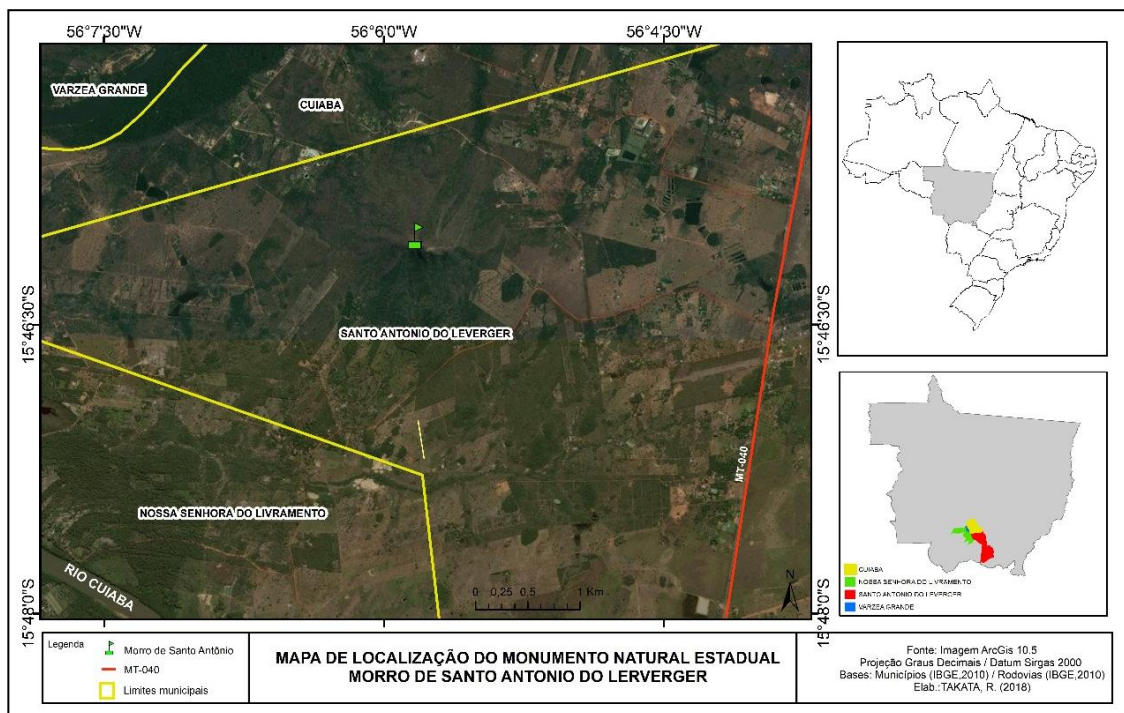 56°7'30"W
56°6'0"W
56°4'30"W
VARZEA GRANDE
CUIABA
15°46'30"S
SANTO ANTONIO DO LEVERGER
15°46'30"S
MT-040
NOSSA SENHORA DO LIVRAMENTO
RIO CUIABA
0 0,25 0,5 1 Km
N
15°48'0"S
15°48'0"S
CUIABA
NOSSA SENHORA DO LIVRAMENTO
SANTO ANTONIO DO LEVERGER
VARZEA GRANDE
Legenda
Morro de Santo Antônio
MT-040
Limites municipais
MAPA DE LOCALIZAÇÃO DO MONUMENTO NATURAL ESTADUAL
MORRO DE SANTO ANTONIO DO LERVERGER
Fonte: Imagem ArcGis 10.5
Projeção Graus Decimais / Datum Sirgas 2000
Bases: Municípios (IBGE,2010) / Rodovias (IBGE,2010)
Elab.:TAKATA, R. (2018)